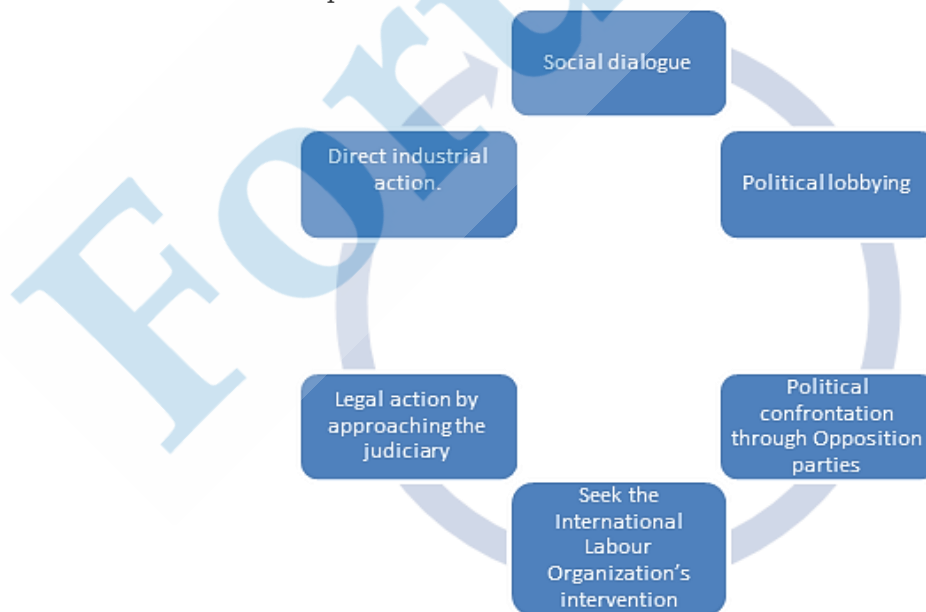 Social dialogue
Political lobbying
Political
confrontation
through Opposition
parties
Seek the
International
Labour
Organization's
intervention
Legal action by
approaching the
judiciary
Direct industrial
action.